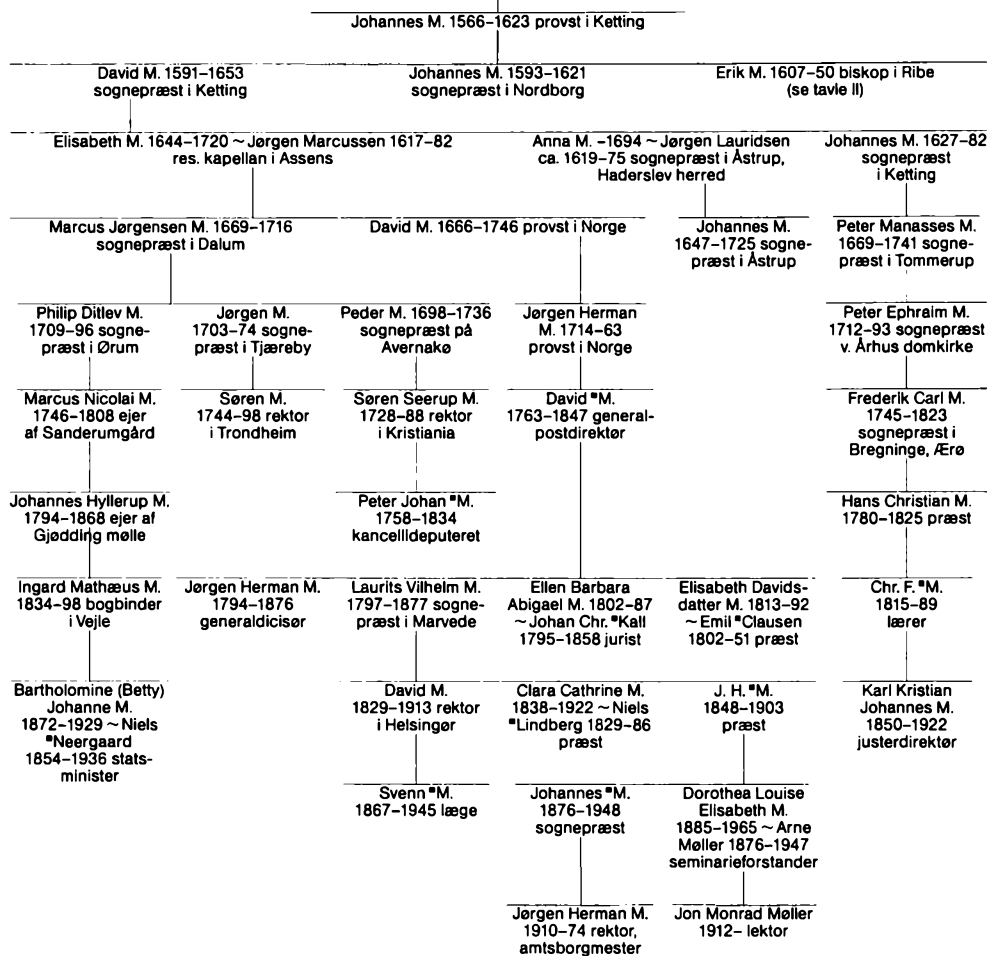 Johannes M. 1566–1623 provst i Ketting
David M. 1591–1653
sognepræst i Ketting
Johannes M. 1593–1621
sognepræst i Nordborg
Erik M. 1607–50 biskop i Ribe
(se tavle II)
Elisabeth M. 1644–1720 ~ Jørgen Marcussen 1617–82
res. kapellan i Assens
Anna M. –1694 ~ Jørgen Lauridsen
ca. 1619–75 sognepræst i Åstrup,
Haderslev herred
Johannes M. 1627–82
sognepræst
i Ketting
Marcus Jørgensen M. 1669–1716
sognepræst i Dalum
David M. 1666–1746 provst i Norge
Johannes M.
1647–1725 sogne-
præst i Åstrup
Peter Manasses M.
1669–1741 sogne-
præst i Tommerup
Philip Ditlev M.
1709–96 sogne-
præst i Ørum
Jørgen M.
1703–74 sogne-
præst i Tjæreby
Peder M. 1698–1736
sognepræst på
Avernakø
Jørgen Herman
M. 1714–63
provst i Norge
Peter Ephraim M.
1712–93 sognepræst
v. Århus domkirke
Marcus Nicolai M.
1746–1808 ejer
af Sanderumgård
Søren M.
1744–98 rektor
i Trondheim
Søren Seerup M.
1728–88 rektor
i Kristiania
David ▪M.
1763–1847 general-
postdirektør
Frederik Carl M.
1745–1823
sognepræst i
Bregninge, Ærø
Johannes Hyllerup M.
1794–1868 ejer af
Gjødding mølle
Peter Johan ▪M.
1758–1834
kancellideputeret
Hans Christian M.
1780–1825 præst
Ingard Mathæus M.
1834–98 bogbinder
i Vejle
Jørgen Herman M.
1794–1876
generaldicisør
Laurits Vilhelm M.
1797–1877 sogne-
præst i Marvede
Ellen Barbara
Abigael M. 1802–87
~ Johan Chr. ▪Kall
1795–1858 jurist
Elisabeth Davids-
datter M. 1813–92
~ Emil ▪Clausen
1802–51 præst
Chr. F. ▪M.
1815–89
lærer
Bartholomine (Betty)
Johanne M.
1872–1929 ~ Niels
▪Neergaard
1854–1936 stats-
minister
David M.
1829–1913 rektor
i Helsingør
Clara Cathrine M.
1838–1922 ~ Niels
▪Lindberg 1829–86
præst
J. H. ▪M.
1848–1903
præst
Karl Kristian
Johannes M.
1850–1922
justerdirektør
Svenn ▪M.
1867–1945 læge
Johannes ▪M.
1876–1948
sognepræst
Dorothea Louise
Elisabeth M.
1885–1965 ~ Arne
Møller 1876–1947
seminarieforstander
Jørgen Herman M.
1910–74 rektor,
amtsborgmester
Jon Monrad Møller
1912– lektor